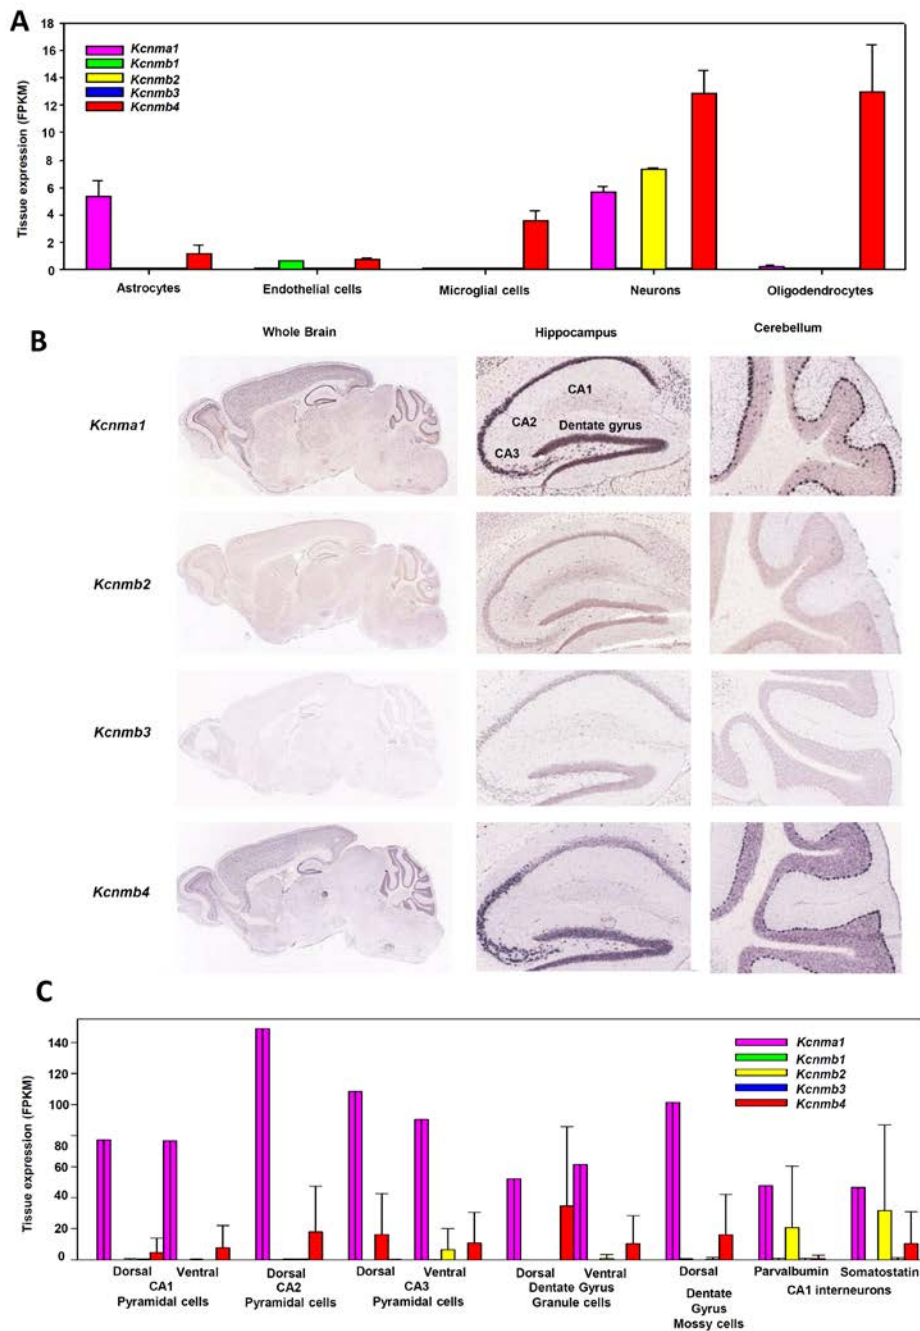 A
Tissue expression (FPKM)
18
16
14
12
10
8
6
4
2
0
Kcnma1
Kcnmb1
Kcnmb2
Kcnmb3
Kcnmb4
Astrocytes
Endothelial cells
Microglial cells
Neurons
Oligodendrocytes
B
Whole Brain
Hippocampus
Cerebellum
Kcnma1
CA1
CA2
Dentate gyrus
CA3
Kcnmb2
Kcnmb3
Kcnmb4
C
Tissue expression (FPKM)
140
120
100
80
60
40
20
0
Kcnma1
Kcnmb1
Kcnmb2
Kcnmb3
Kcnmb4
Dorsal Ventral
CA1
Pyramidal cells
Dorsal
CA2
Pyramidal cells
Dorsal Ventral
CA3
Pyramidal cells
Dorsal Ventral
Dentate Gyrus
Granule cells
Dorsal
Dentate
Gyrus
Mossy cells
Parvalbumin Somatostatin
CA1 interneurons